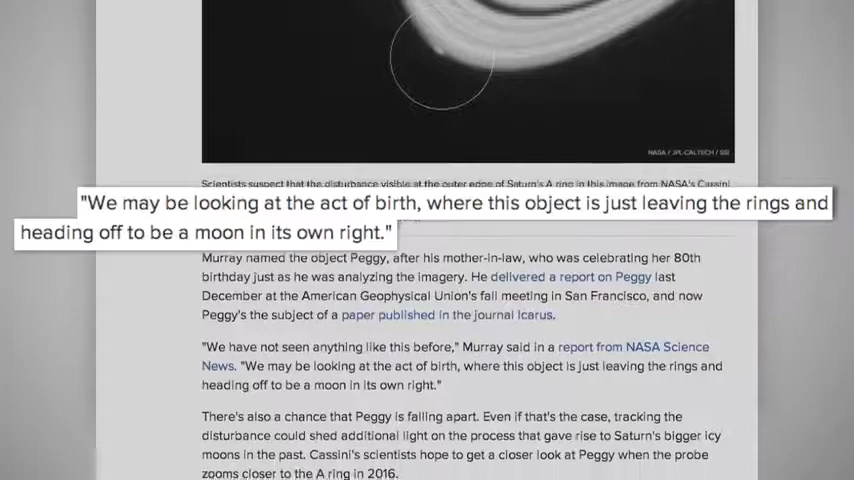 NASA / JPL-CALTECH / SSI
Scientists suspect that the disturbance visible at the outer edge of Saturn's A ring in this image from NASA's Cassini
"We may be looking at the act of birth, where this object is just leaving the rings and
heading off to be a moon in its own right."
Murray named the object Peggy, after his mother-in-law, who was celebrating her 80th
birthday just as he was analyzing the imagery. He delivered a report on Peggy last
December at the American Geophysical Union's fall meeting in San Francisco, and now
Peggy's the subject of a paper published in the journal Icarus.
"We have not seen anything like this before," Murray said in a report from NASA Science
News. "We may be looking at the act of birth, where this object is just leaving the rings and
heading off to be a moon in its own right."
There's also a chance that Peggy is falling apart. Even if that's the case, tracking the
disturbance could shed additional light on the process that gave rise to Saturn's bigger icy
moons in the past. Cassini's scientists hope to get a closer look at Peggy when the probe
zooms closer to the A ring in 2016.